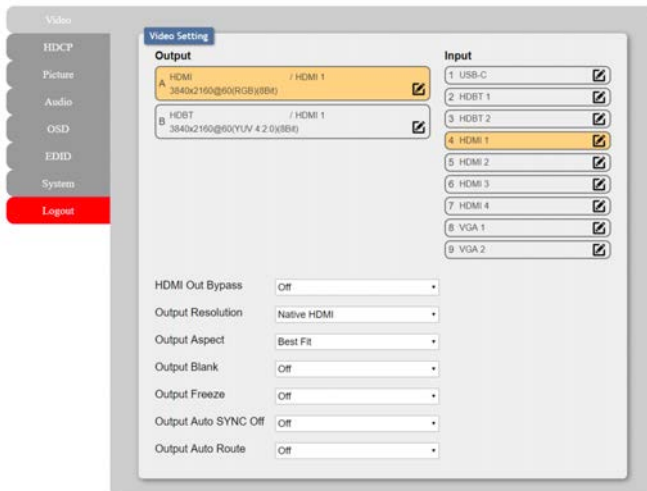 Video
HDCP
Picture
Audio
OSD
EDID
System
Logout
Video Setting
Output
A HDMI / HDMI 1
3840x2160@60(RGB)(8Bit)
B HDBT / HDMI 1
3840x2160@60(YUV 4:2:0)(8Bit)
Input
1 USB-C
2 HDBT 1
3 HDBT 2
4 HDMI 1
5 HDMI 2
6 HDMI 3
7 HDMI 4
8 VGA 1
9 VGA 2
HDMI Out Bypass Off
Output Resolution Native HDMI
Output Aspect Best Fit
Output Blank Off
Output Freeze Off
Output Auto SYNC Off Off
Output Auto Route Off